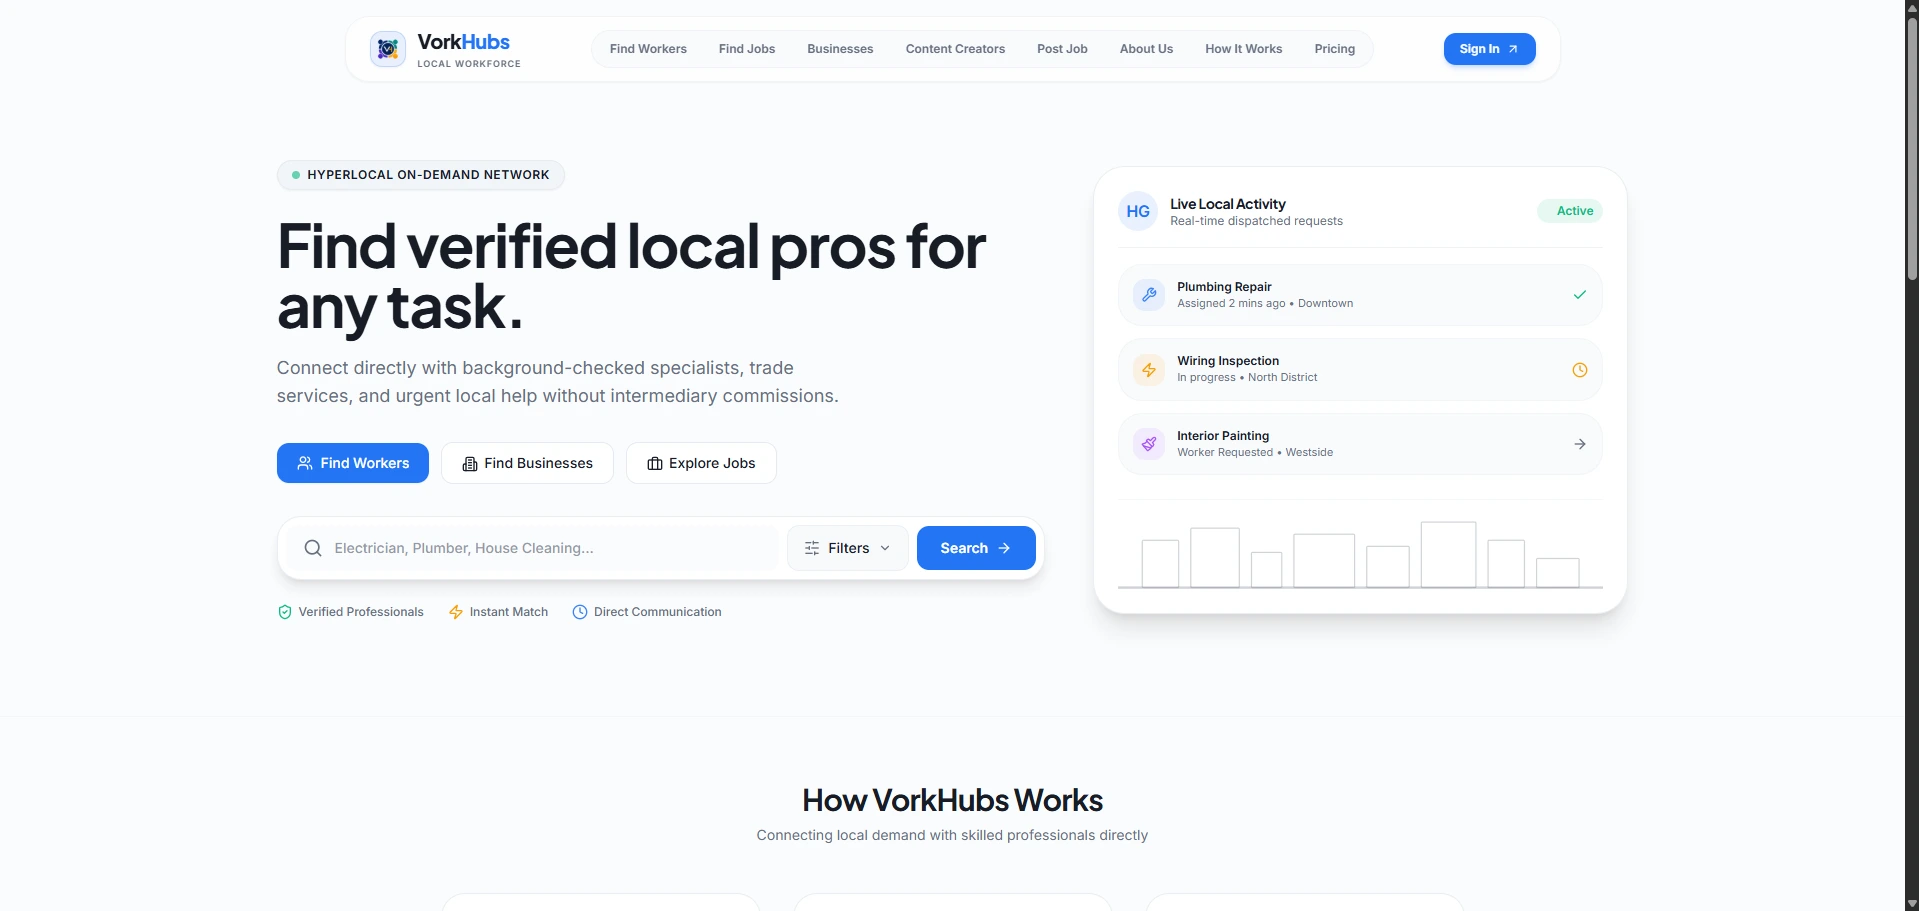 VorkHubs
LOCAL WORKFORCE
Find Workers
Find Jobs
Businesses
Content Creators
Post Job
About Us
How It Works
Pricing
Sign In
HYPERLOCAL ON-DEMAND NETWORK
Find verified local pros for
any task.
Connect directly with background-checked specialists, trade
services, and urgent local help without intermediary commissions.
Find Workers
Find Businesses
Explore Jobs
Electrician, Plumber, House Cleaning...
Filters
Search
Verified Professionals
Instant Match
Direct Communication
HG
Live Local Activity
Real-time dispatched requests
Active
Plumbing Repair
Assigned 2 mins ago • Downtown
Wiring Inspection
In progress • North District
Interior Painting
Worker Requested • Westside
How VorkHubs Works
Connecting local demand with skilled professionals directly